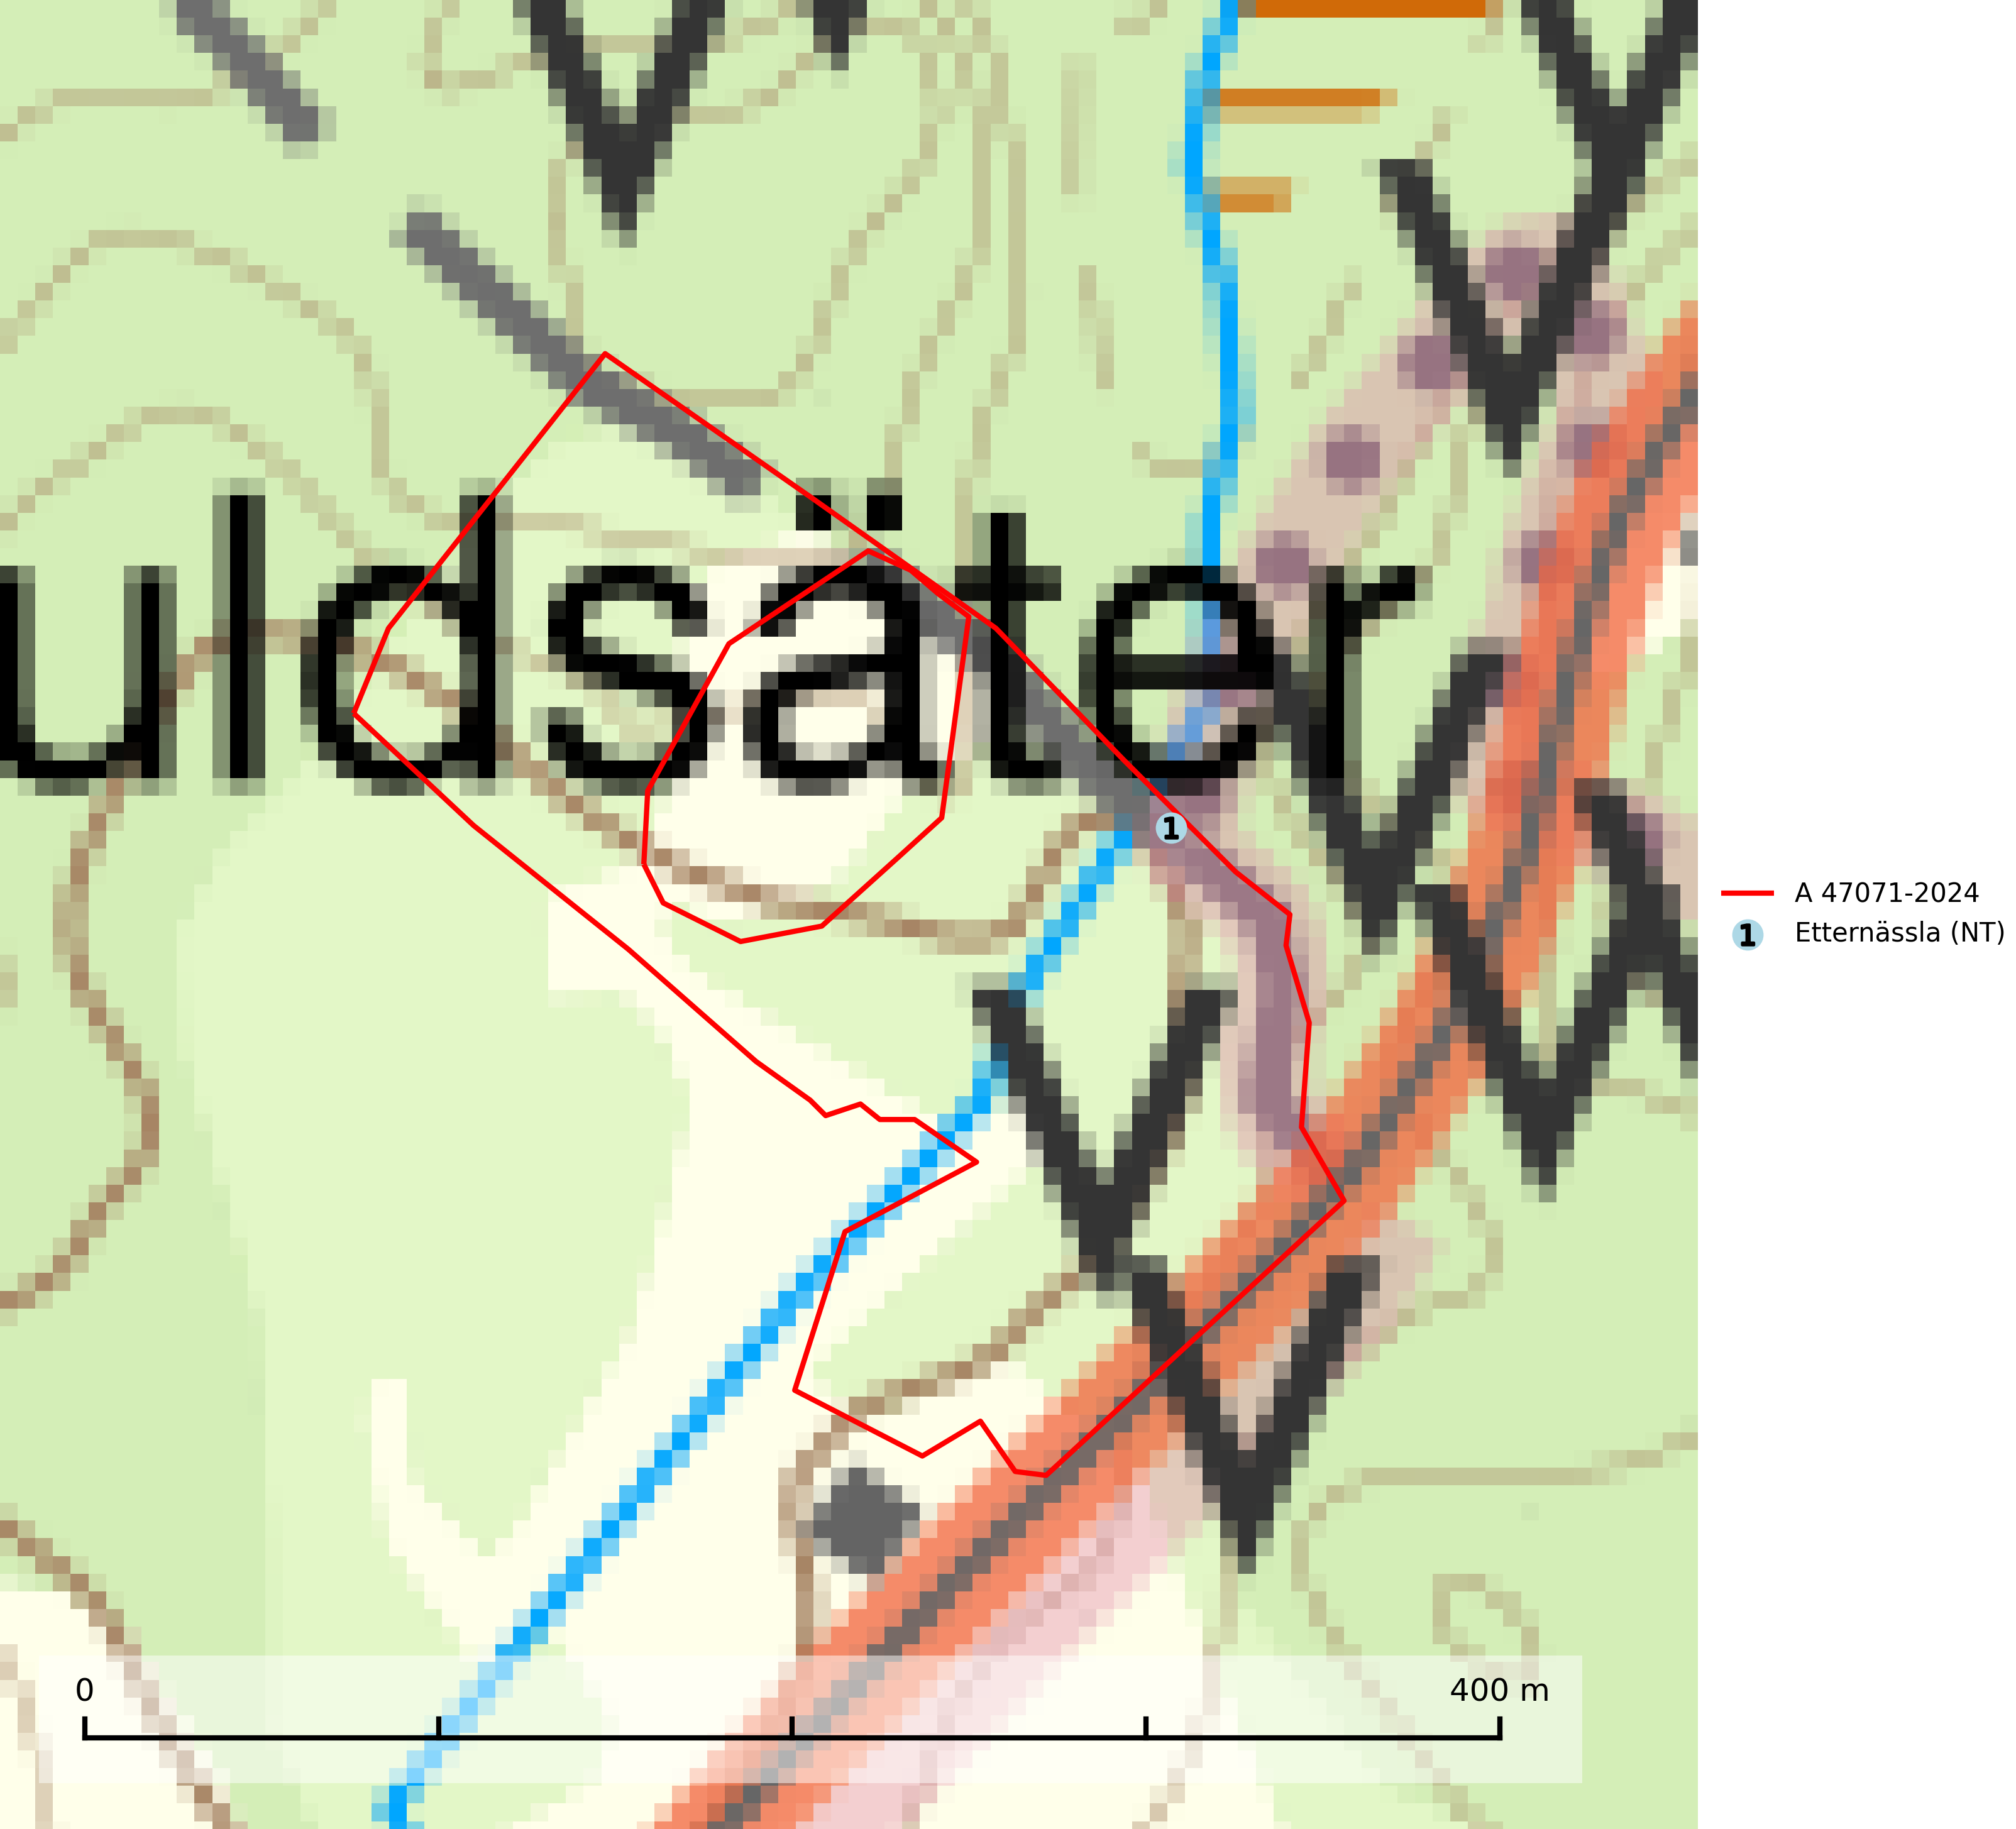 uldsäter
1
A 47071-2024
1 Etternässla (NT)
0 400 m